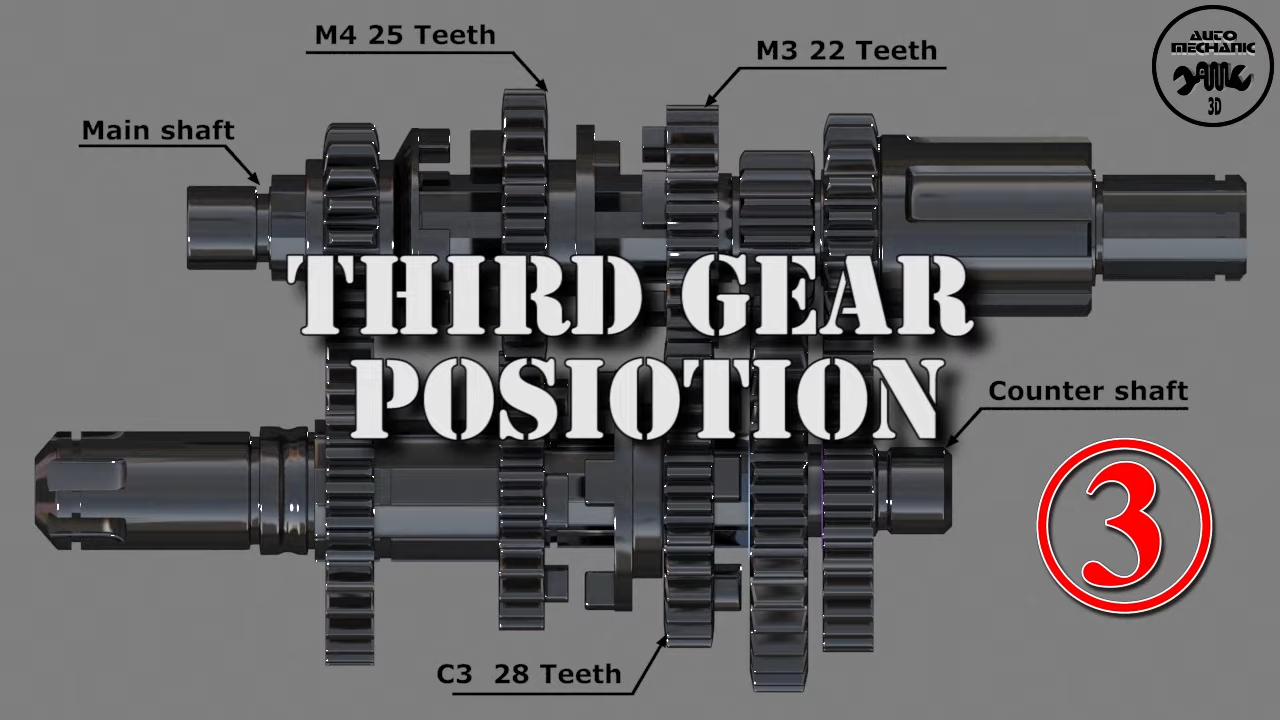 M4 25 Teeth
M3 22 Teeth
AUTO
MECHANIC
AMC
3D
Main shaft
THIRD GEAR
POSIOTION
Counter shaft
3
C3 28 Teeth